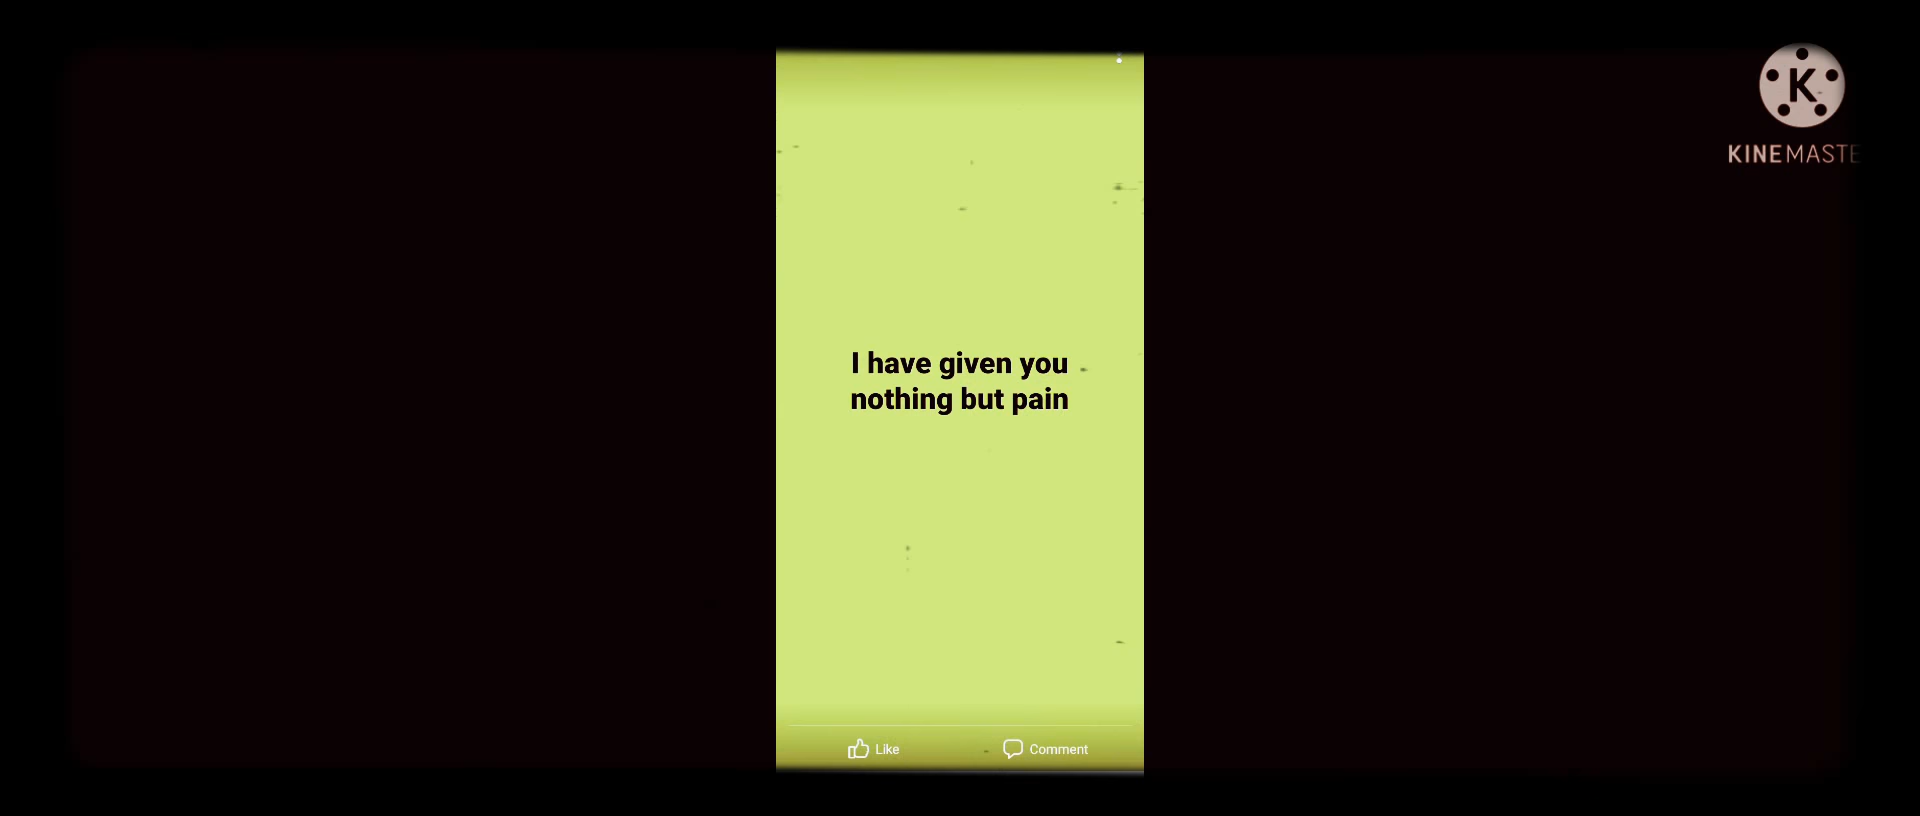 K
KINEMASTE
I have given you
nothing but pain
Like
Comment